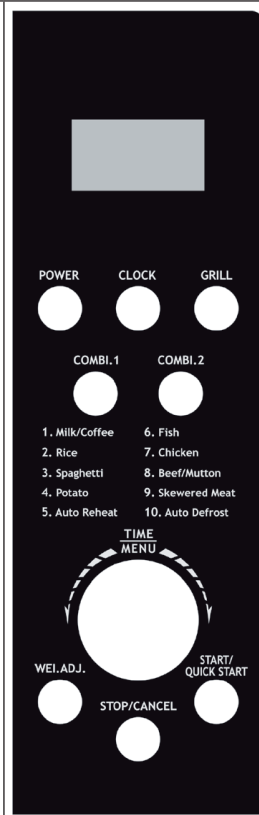 POWER CLOCK GRILL
COMBI.1 COMBI.2
1. Milk/Coffee 6. Fish
2. Rice 7. Chicken
3. Spaghetti 8. Beef/Mutton
4. Potato 9. Skewered Meat
5. Auto Reheat 10. Auto Defrost
TIME
MENU
WEI.ADJ.
START/
QUICK START
STOP/CANCEL